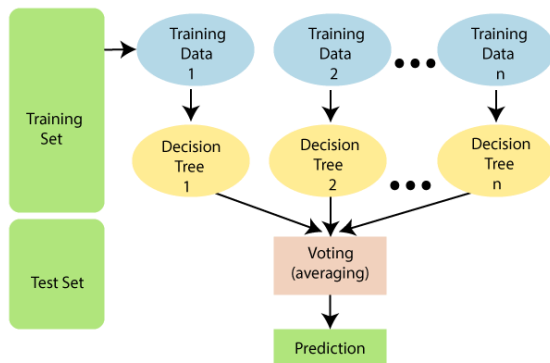 Training
Set
Test Set
Training
Data
1
Training
Data
2
Training
Data
n
Decision
Tree
1
Decision
Tree
2
Decision
Tree
n
Voting
(averaging)
Prediction